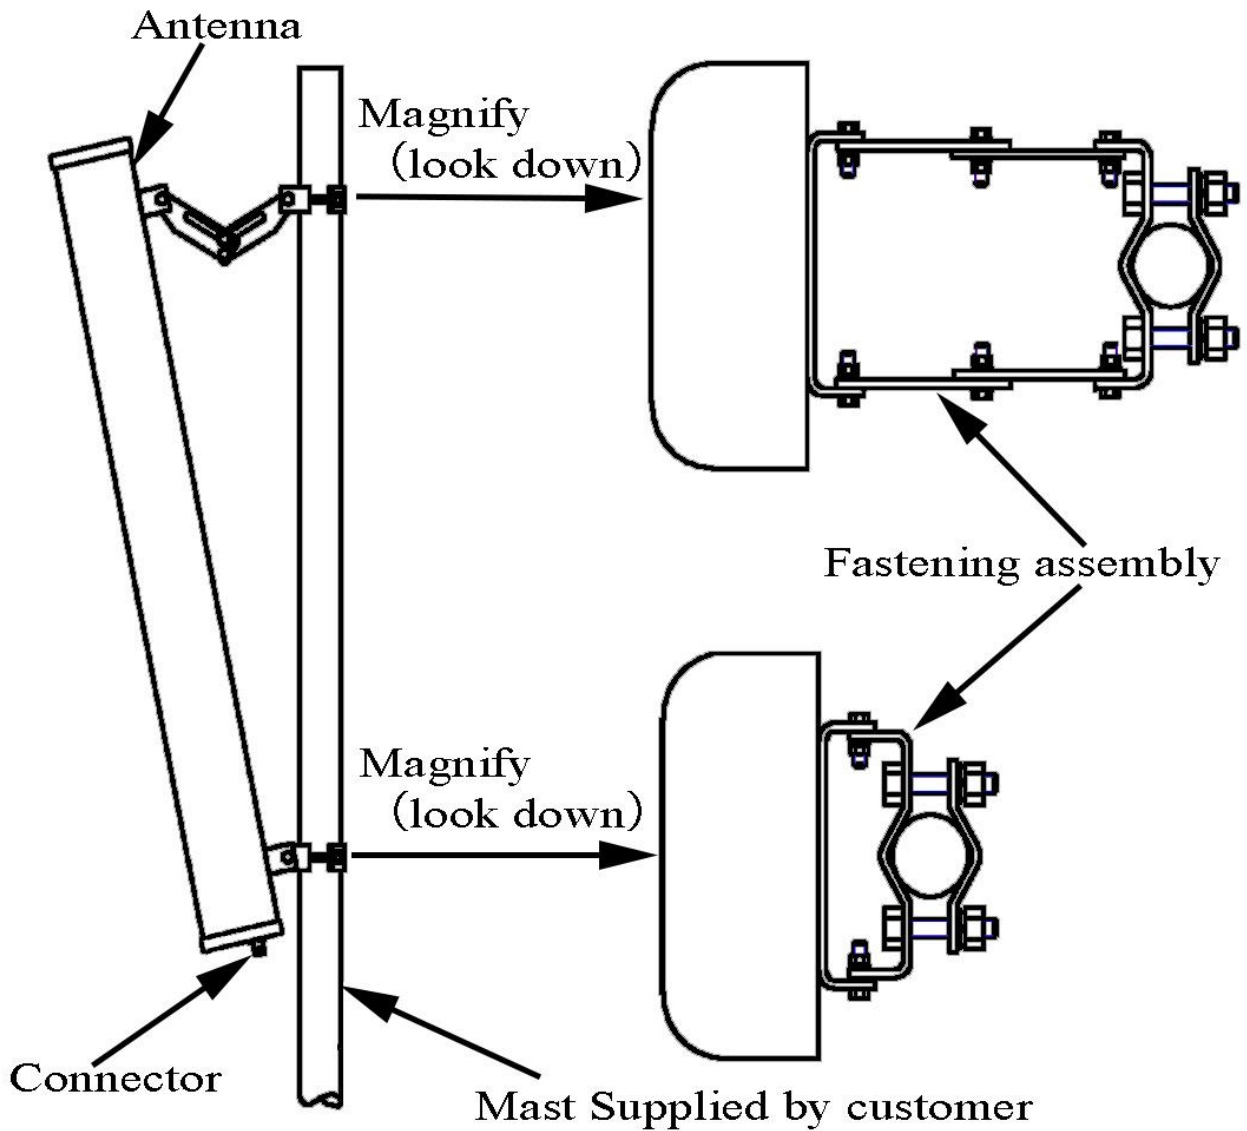 Antenna
Magnify
(look down)
Fastening assembly
Magnify
(look down)
Connector
Mast Supplied by customer